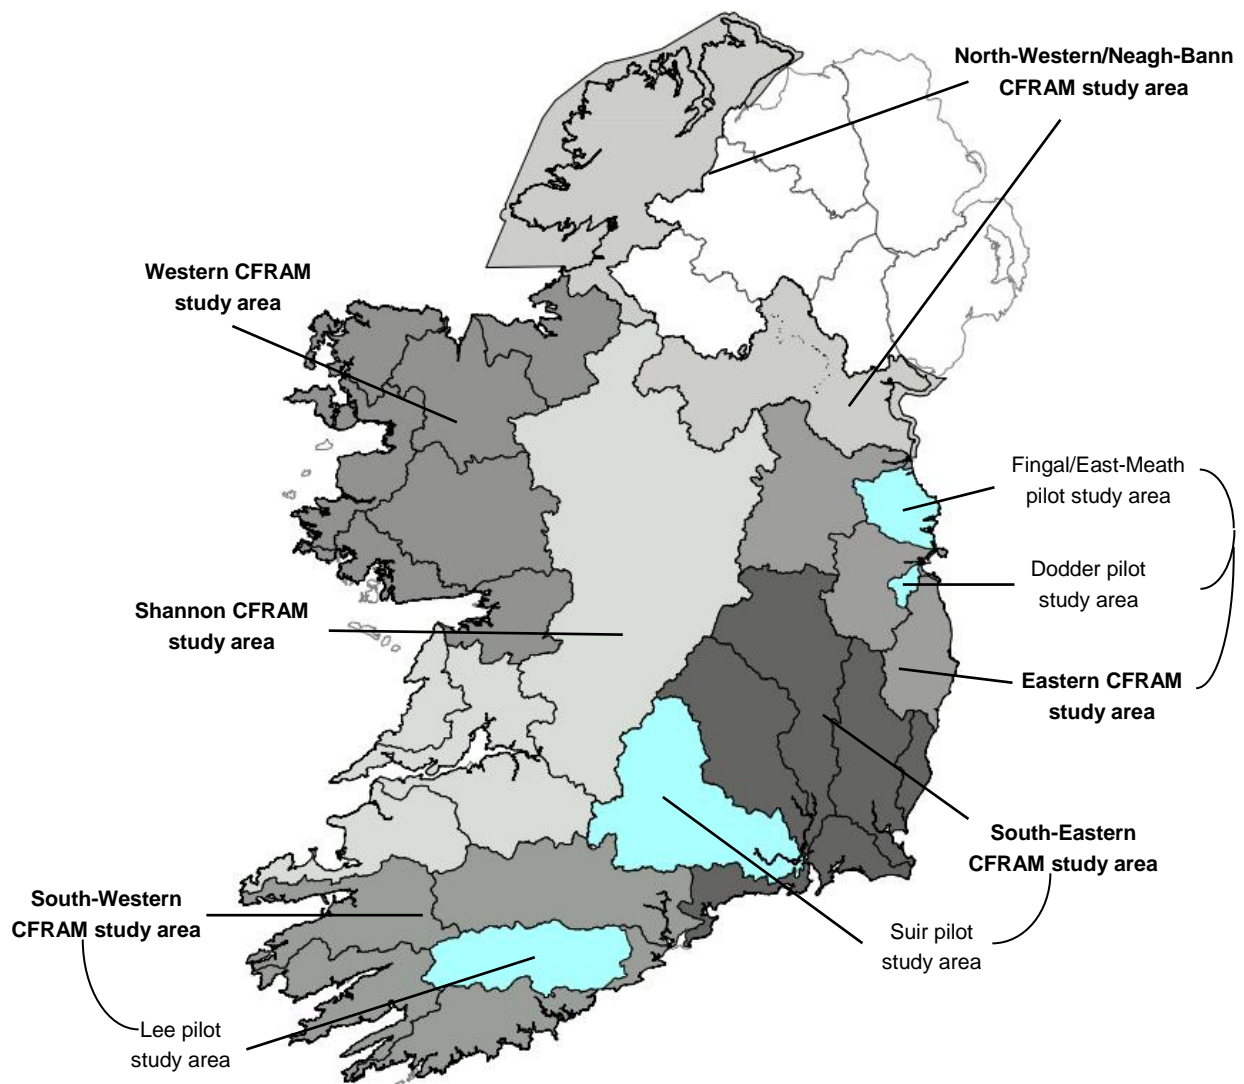 North-Western/Neagh-Bann
CFRAM study area
Western CFRAM
study area
Fingal/East-Meath
pilot study area
Dodder pilot
study area
Shannon CFRAM
study area
Eastern CFRAM
study area
South-Eastern
CFRAM study area
South-Western
CFRAM study area
Suir pilot
study area
Lee pilot
study area